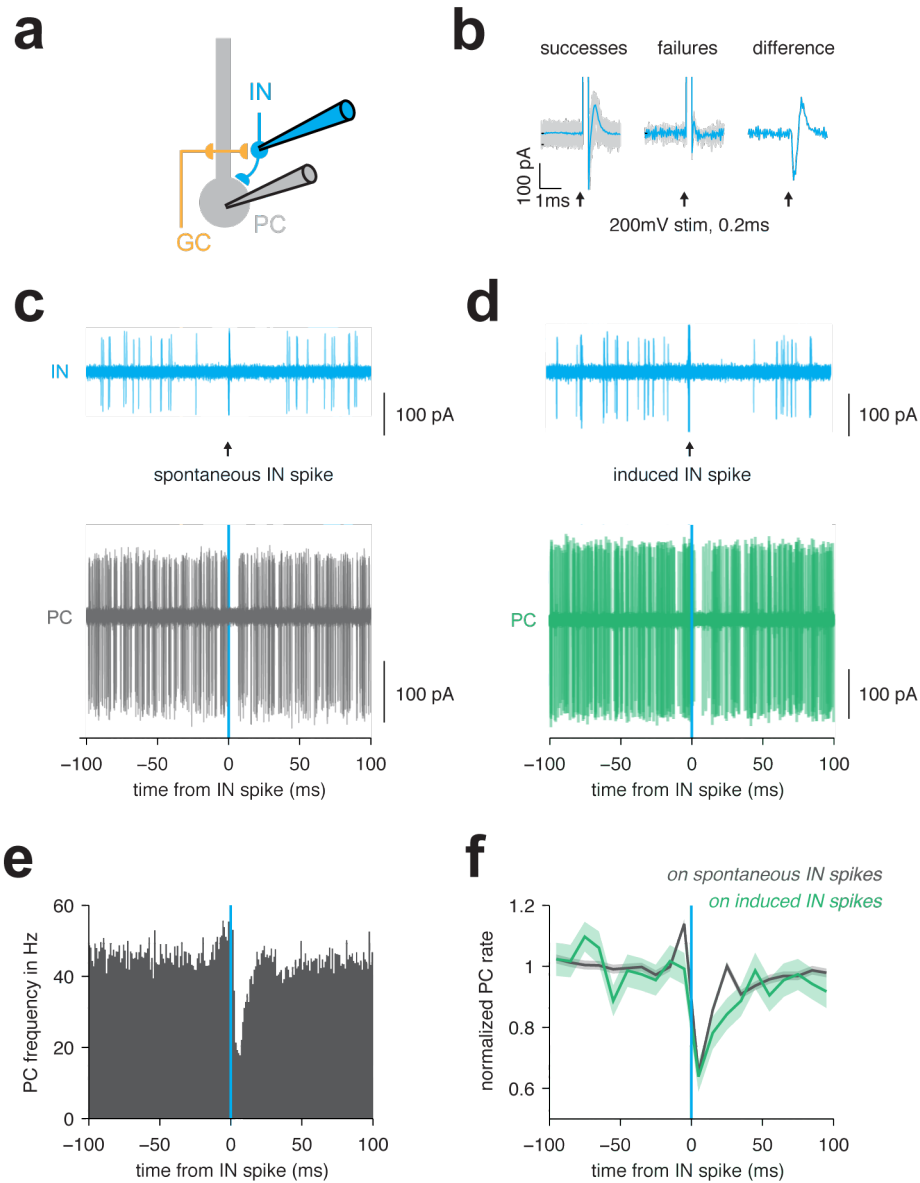 a
IN
PC
GC
b
successes failures difference
100 pA
1ms
200mV stim, 0.2ms
c
IN
100 pA
spontaneous IN spike
PC
100 pA
−100 −50 0 50 100
time from IN spike (ms)
d
100 pA
induced IN spike
PC
100 pA
−100 −50 0 50 100
time from IN spike (ms)
e
PC frequency in Hz
60
40
20
0
−100 −50 0 50 100
time from IN spike (ms)
f
on spontaneous IN spikes
on induced IN spikes
normalized PC rate
1.2
1
0.8
0.6
−100 −50 0 50 100
time from IN spike (ms)